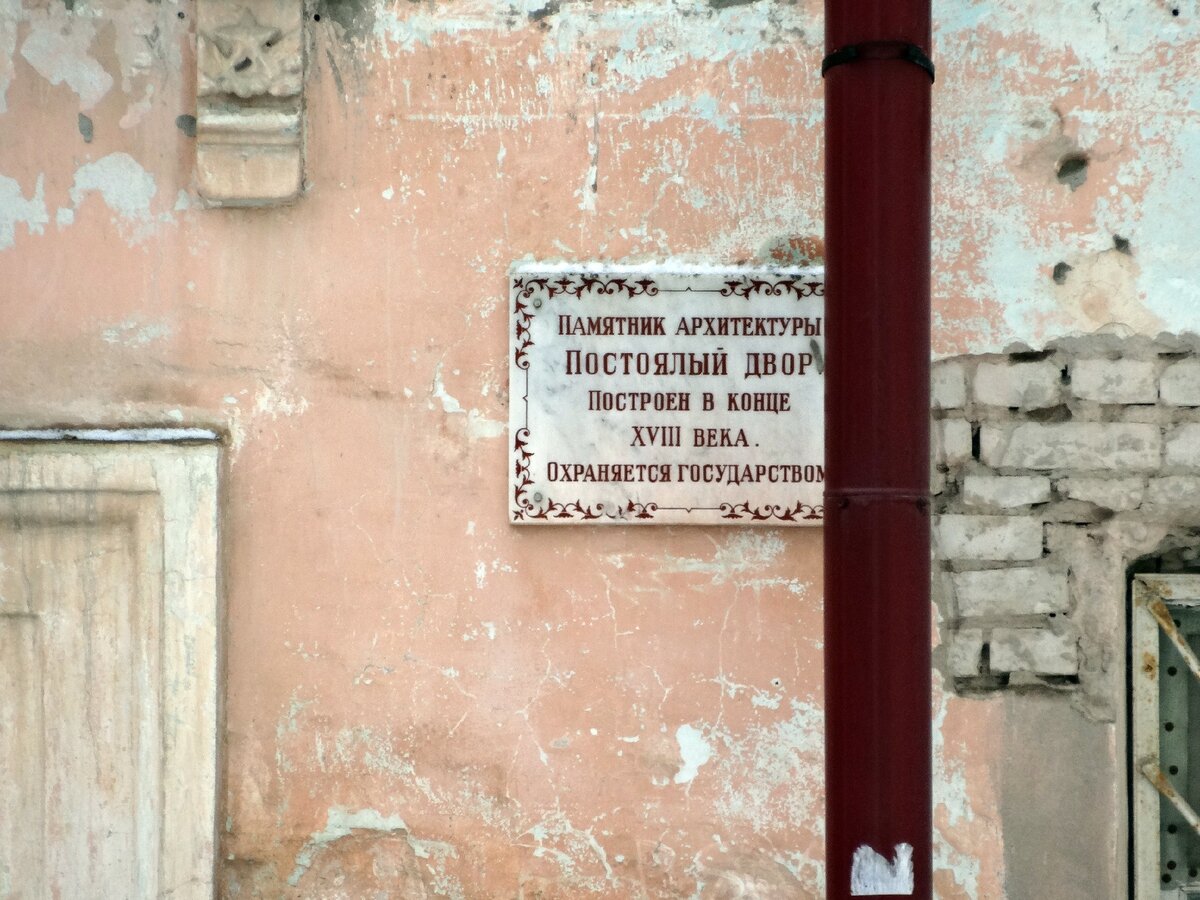 Памятник архитектуры
Постоялый двор
Построен в конце
XVIII века.
Охраняется государством